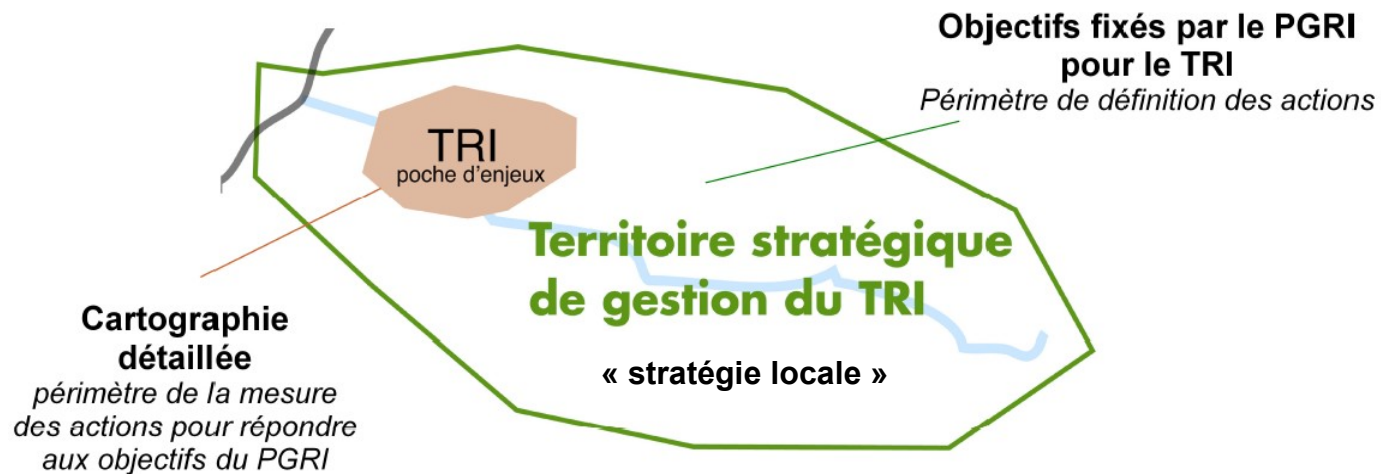 Objectifs fixés par le PGRI
pour le TRI
Périmètre de définition des actions
TRI
poche d'enjeux
Territoire stratégique
de gestion du TRI
« stratégie locale »
Cartographie
détaillée
périmètre de la mesure
des actions pour répondre
aux objectifs du PGRI